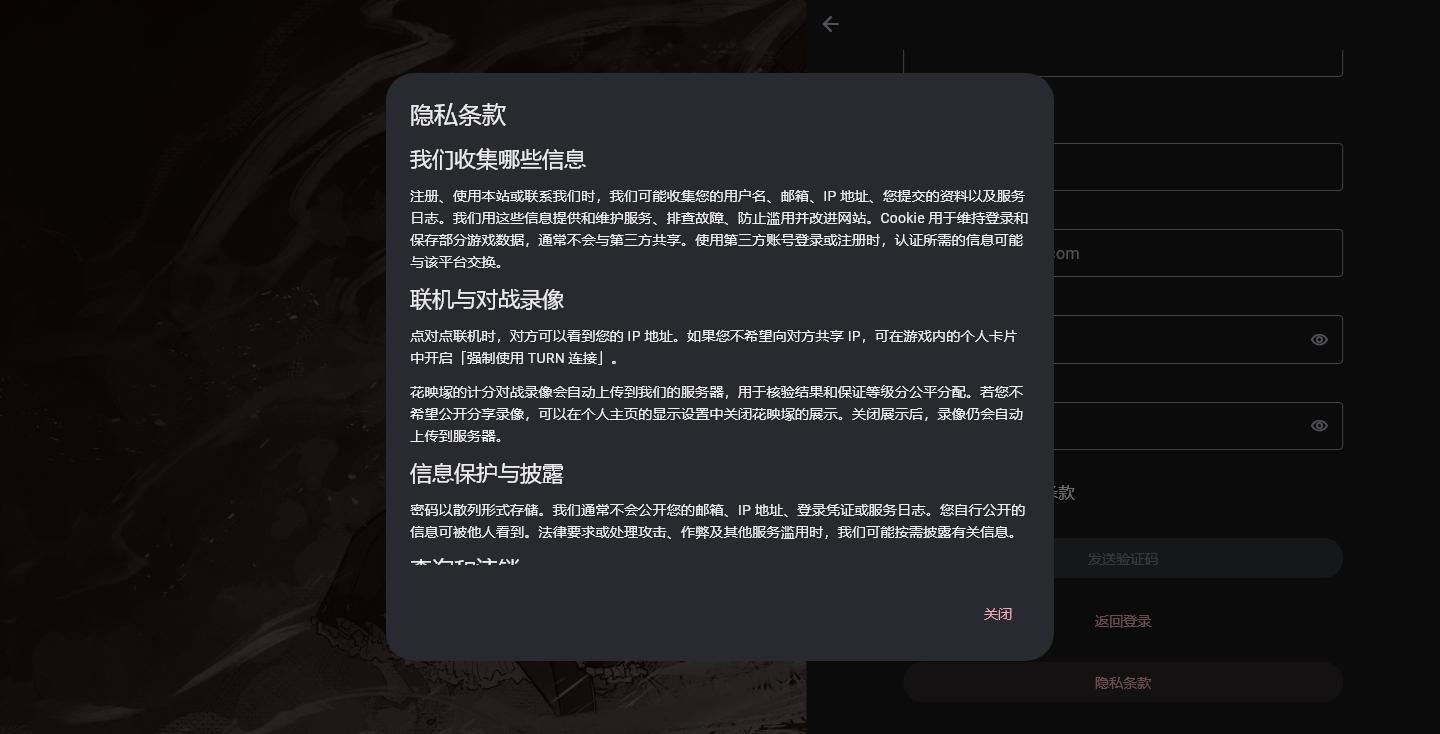 隐私条款
我们收集哪些信息
注册、使用本站或联系我们时，我们可能收集您的用户名、邮箱、IP 地址、您提交的资料以及服务
日志。我们用这些信息提供和维护服务、排查故障、防止滥用并改进网站。Cookie 用于维持登录和
保存部分游戏数据，通常不会与第三方共享。使用第三方账号登录或注册时，认证所需的信息可能
与该平台交换。
联机与对战录像
点对点联机时，对方可以看到您的 IP 地址。如果您不希望向对方共享 IP，可在游戏内的个人卡片
中开启「强制使用 TURN 连接」。
花映塚的计分对战录像会自动上传到我们的服务器，用于核验结果和保证等级分公平分配。若您不
希望公开分享录像，可以在个人主页的显示设置中关闭花映塚的展示。关闭展示后，录像仍会自动
上传到服务器。
信息保护与披露
密码以散列形式存储。我们通常不会公开您的邮箱、IP 地址、登录凭证或服务日志。您自行公开的
信息可被他人看到。法律要求或处理攻击、作弊及其他服务滥用时，我们可能按需披露有关信息。
关闭
com
条款
发送验证码
返回登录
隐私条款